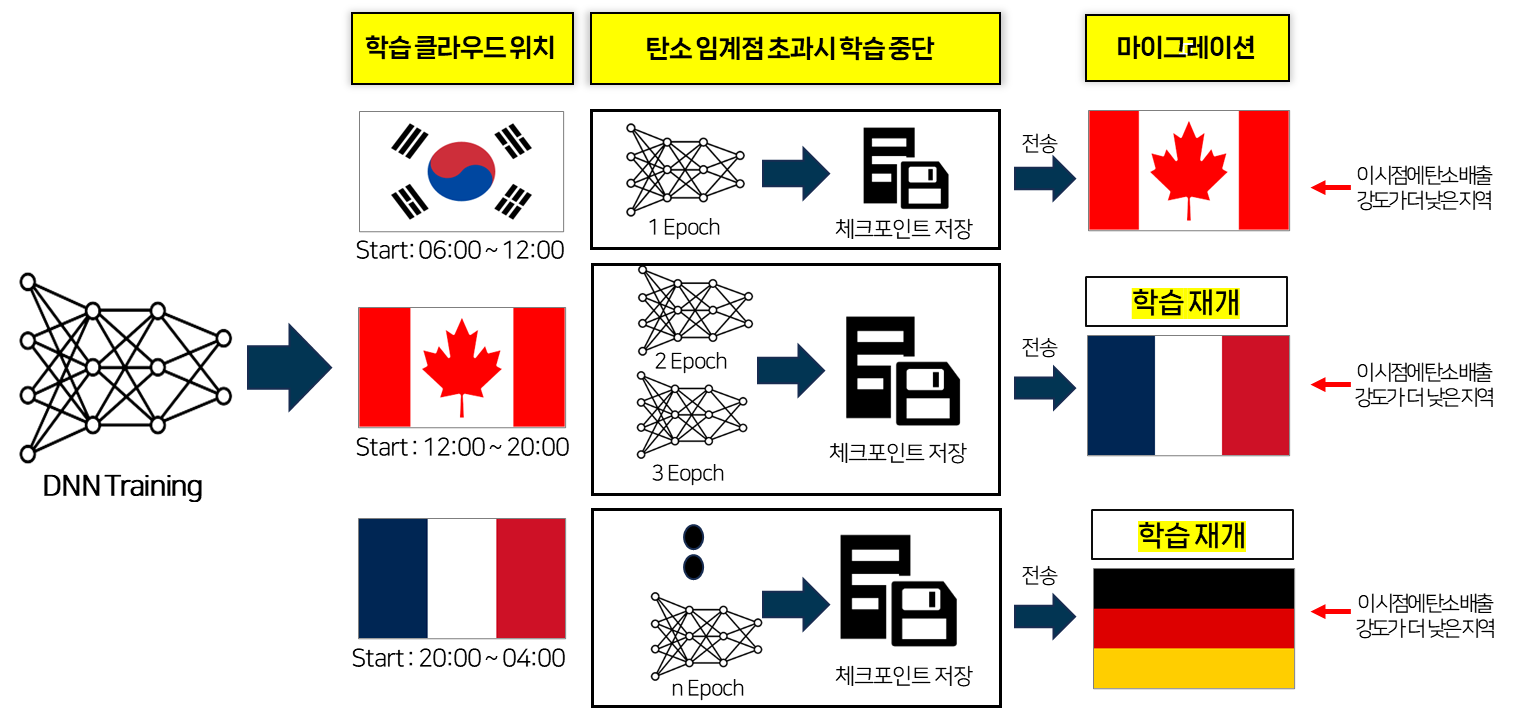 학습 클라우드 위치
탄소 임계점 초과시 학습 중단
마이그레이션
1 Epoch
체크포인트 저장
전송
이 시점에 탄소 배출
강도가 더 낮은 지역
Start: 06:00 ~ 12:00
DNN Training
2 Epoch
3 Eopch
체크포인트 저장
전송
학습 재개
이 시점에 탄소 배출
강도가 더 낮은 지역
Start : 12:00 ~ 20:00
n Epoch
체크포인트 저장
전송
학습 재개
이 시점에 탄소 배출
강도가 더 낮은 지역
Start : 20:00 ~ 04:00